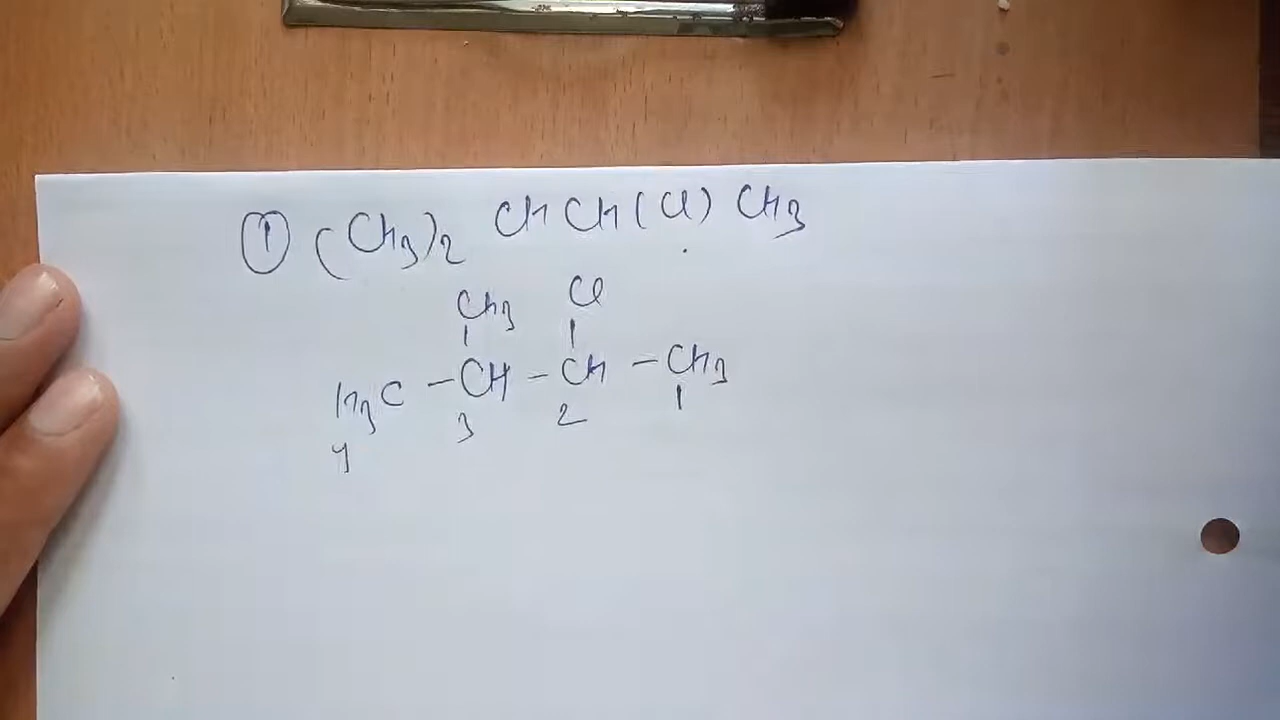 ① (CH3)2 CH CH (Cl) CH3
CH3 Cl
H3C - CH - CH - CH3
4 3 2 1